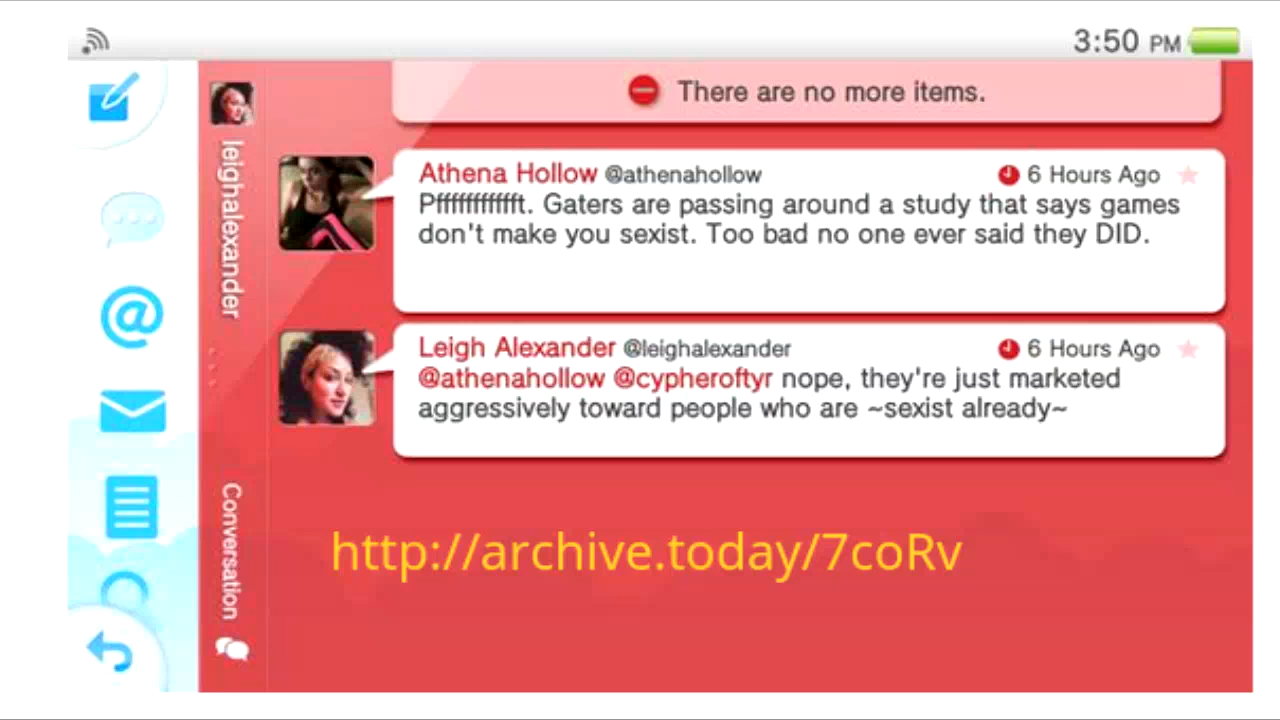 3:50 PM
There are no more items.
leighalexander
Athena Hollow @athenahollow 6 Hours Ago
Pffffffffffft. Gaters are passing around a study that says games
don't make you sexist. Too bad no one ever said they DID.
Leigh Alexander @leighalexander 6 Hours Ago
@athenahollow @cypheroftyr nope, they're just marketed
aggressively toward people who are ~sexist already~
Conversation
http://archive.today/7coRv